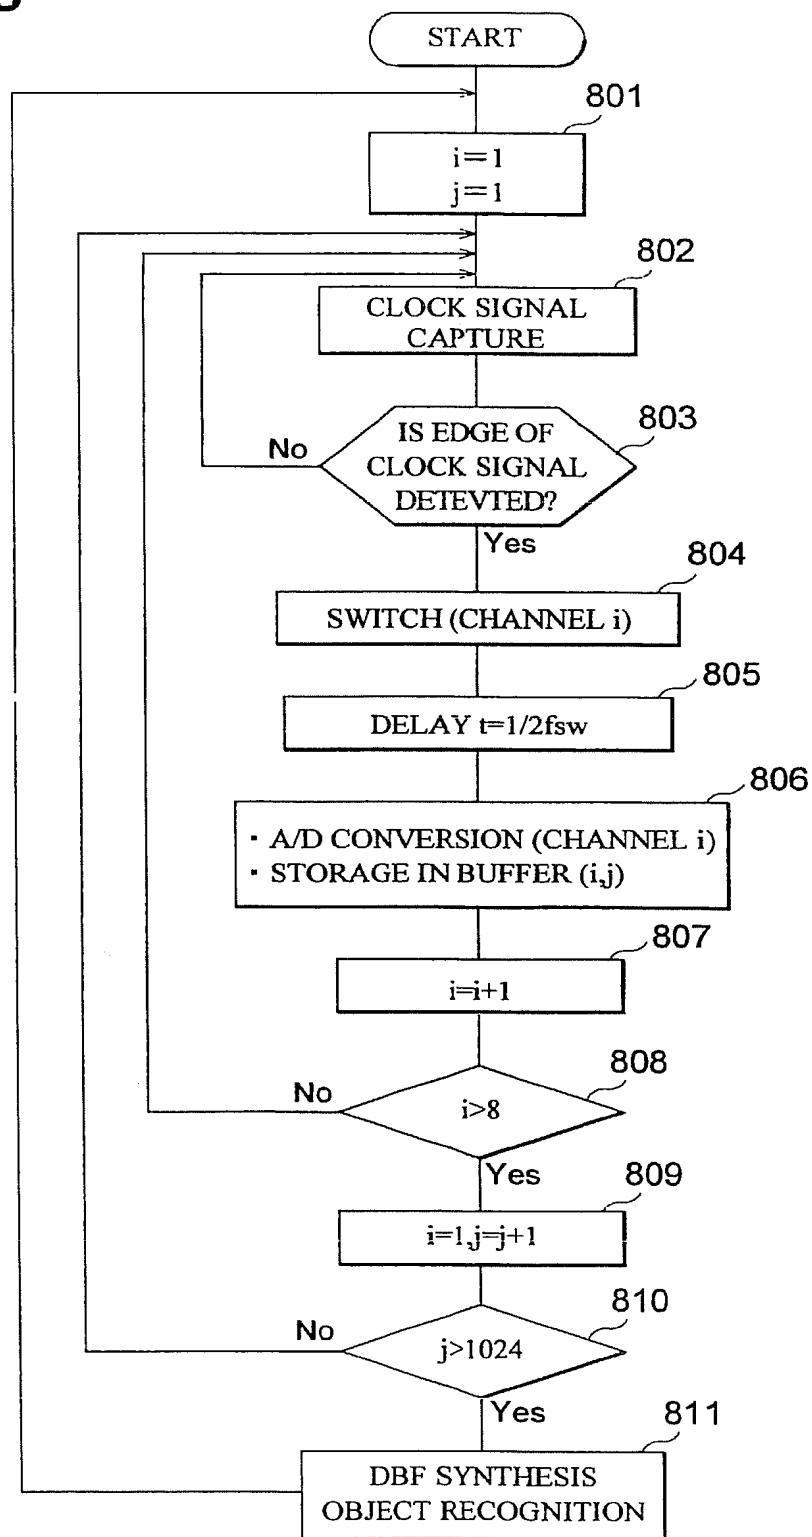 START
801
i=1
j=1
802
CLOCK SIGNAL
CAPTURE
803
IS EDGE OF
CLOCK SIGNAL
DETEVTED?
No
Yes
804
SWITCH (CHANNEL i)
805
DELAY t=1/2fsw
806
· A/D CONVERSION (CHANNEL i)
· STORAGE IN BUFFER (i,j)
807
i=i+1
808
No
i>8
Yes
809
i=1,j=j+1
810
No
j>1024
Yes
811
DBF SYNTHESIS
OBJECT RECOGNITION